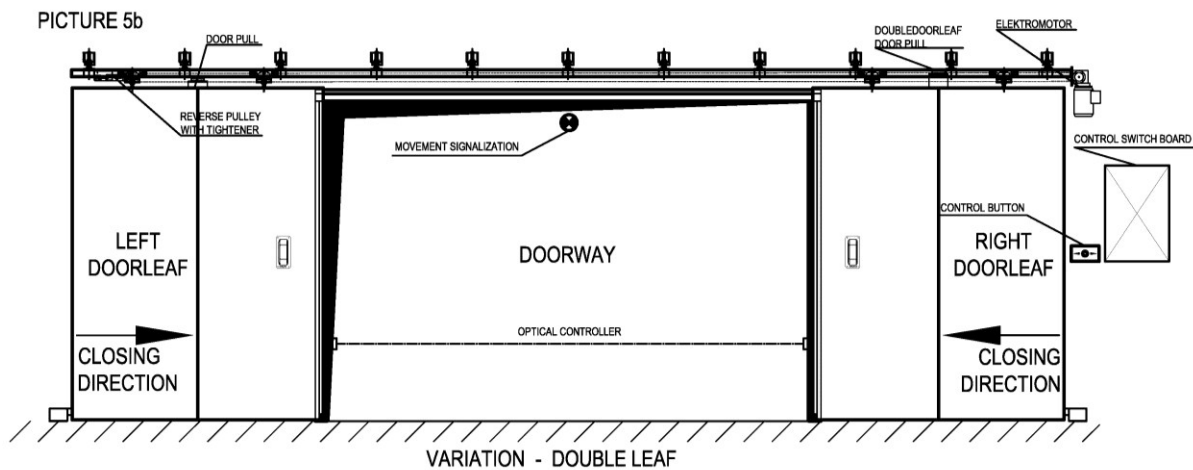 PICTURE 5b
DOOR PULL
DOUBLEDOORLEAF
DOOR PULL
ELEKTROMOTOR
REVERSE PULLEY
WITH TIGHTENER
MOVEMENT SIGNALIZATION
CONTROL SWITCH BOARD
CONTROL BUTTON
LEFT
DOORLEAF
DOORWAY
RIGHT
DOORLEAF
OPTICAL CONTROLLER
CLOSING
DIRECTION
CLOSING
DIRECTION
VARIATION - DOUBLE LEAF